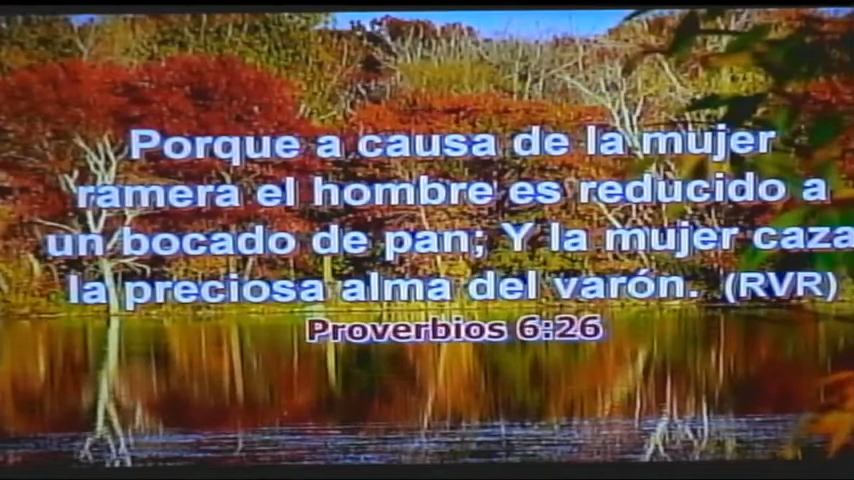 Porque a causa de la mujer
ramera el hombre es reducido a
un bocado de pan; Y la mujer caza
la preciosa alma del varón. (RVR)
Proverbios 6:26